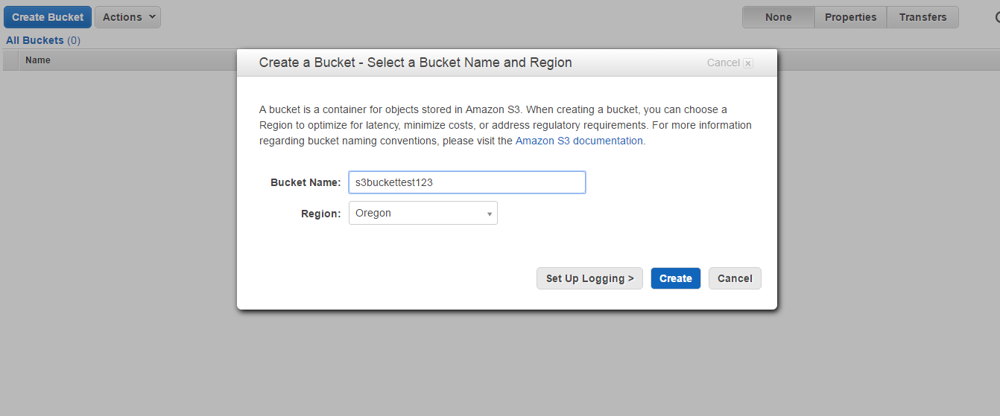 Create Bucket Actions None Properties Transfers
All Buckets (0)
Name
Create a Bucket - Select a Bucket Name and Region Cancel
A bucket is a container for objects stored in Amazon S3. When creating a bucket, you can choose a
Region to optimize for latency, minimize costs, or address regulatory requirements. For more information
regarding bucket naming conventions, please visit the Amazon S3 documentation.
Bucket Name: s3buckettest123
Region: Oregon
Set Up Logging > Create Cancel